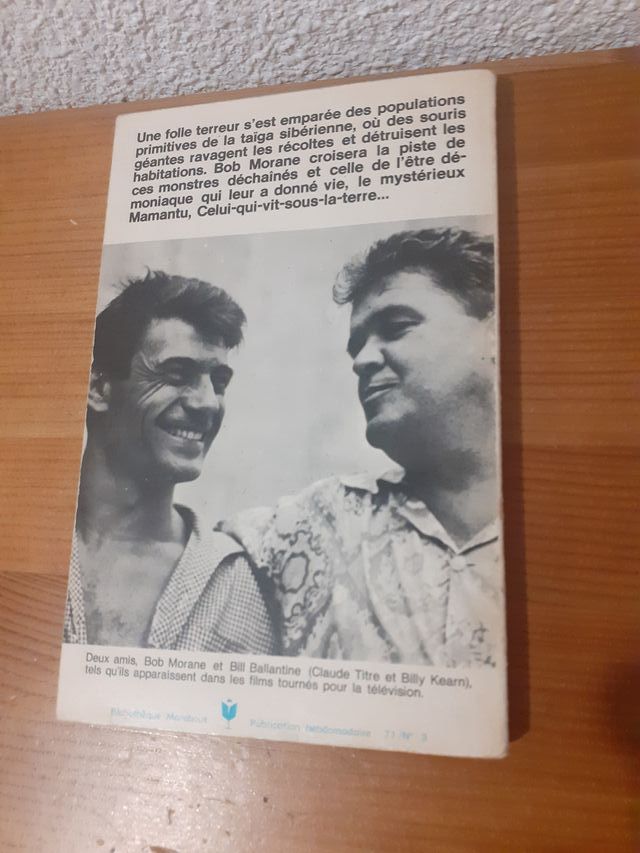 Une folle terreur s'est emparée des populations
primitives de la taïga sibérienne, où des souris
géantes ravagent les récoltes et détruisent les
habitations. Bob Morane croisera la piste de
ces monstres déchainés et celle de l'être dé-
moniaque qui leur a donné vie, le mystérieux
Mamantu, Celui-qui-vit-sous-la-terre...
Deux amis, Bob Morane et Bill Ballantine (Claude Titre et Billy Kearn),
tels qu'ils apparaissent dans les films tournés pour la télévision.
Bibliothèque Marabout Publication hebdomadaire 71/N° 3